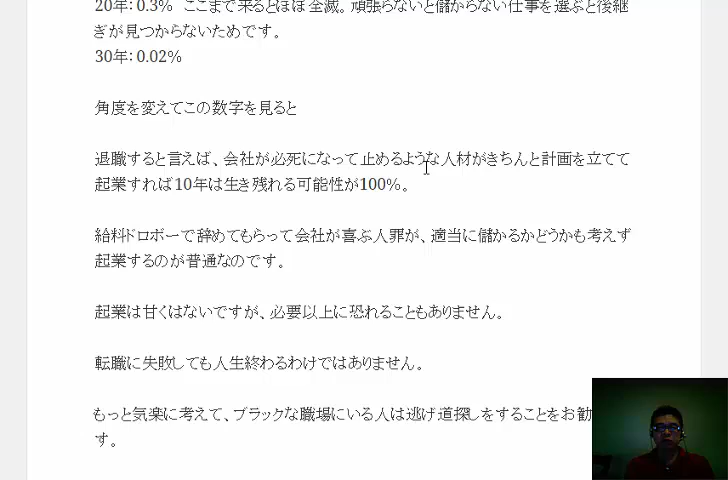 20年：0.3%　ここまで来るとほぼ全滅。頑張らないと儲からない仕事を選ぶと後継
ぎが見つからないためです。
30年：0.02%
角度を変えてこの数字を見ると
退職すると言えば、会社が必死になって止めるような人材がきちんと計画を立てて
起業すれば10年は生き残れる可能性が100%。
給料ドロボーで辞めてもらって会社が喜ぶ人罪が、適当に儲かるかどうかも考えず
起業するのが普通なのです。
起業は甘くはないですが、必要以上に恐れることもありません。
転職に失敗しても人生終わるわけではありません。
もっと気楽に考えて、ブラックな職場にいる人は逃げ道探しをすることをお勧
す。